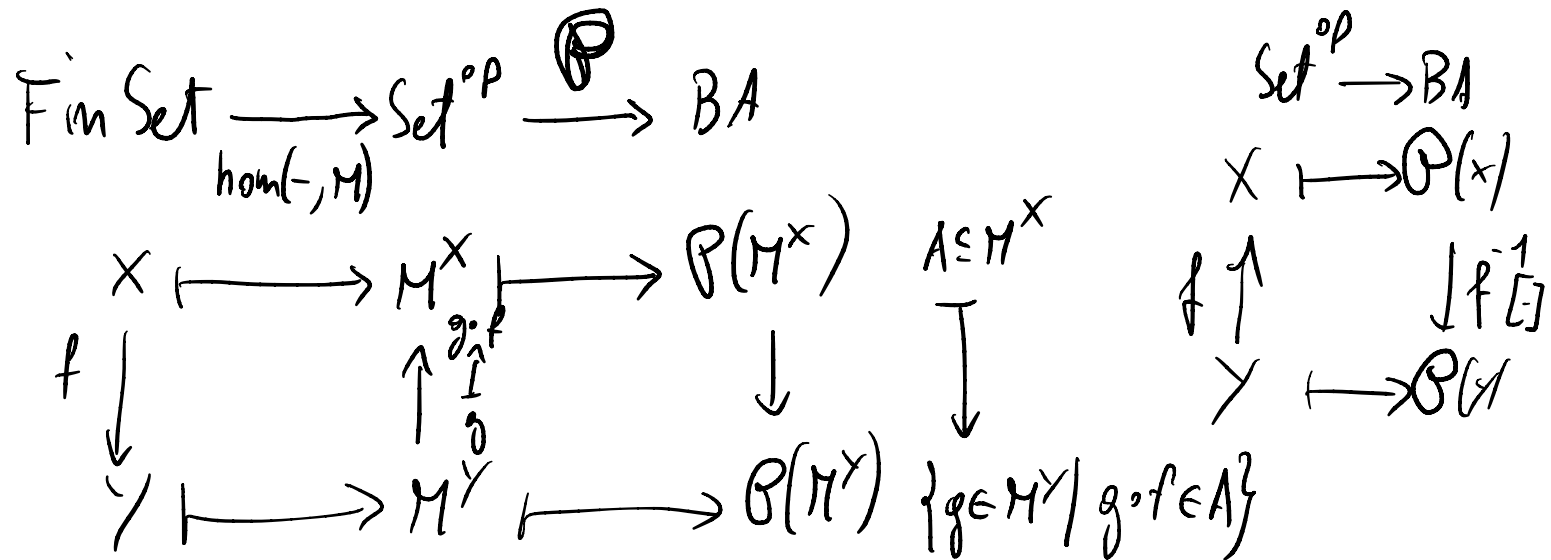 FinSet ⟶ Set^op ⟶ BA
hom(-, M)
𝒫
X ⟼ M^X ⟼ 𝒫(M^X)
A ⊆ M^X
f ↓ ↑ g∘f ↓ ↓
g
Y ⟼ M^Y ⟼ 𝒫(M^Y)
{g ∈ M^Y | g∘f ∈ A}
Set^op ⟶ BA
X ⟼ 𝒫(X)
f ↑ ↓ f^-1[-]
Y ⟼ 𝒫(Y